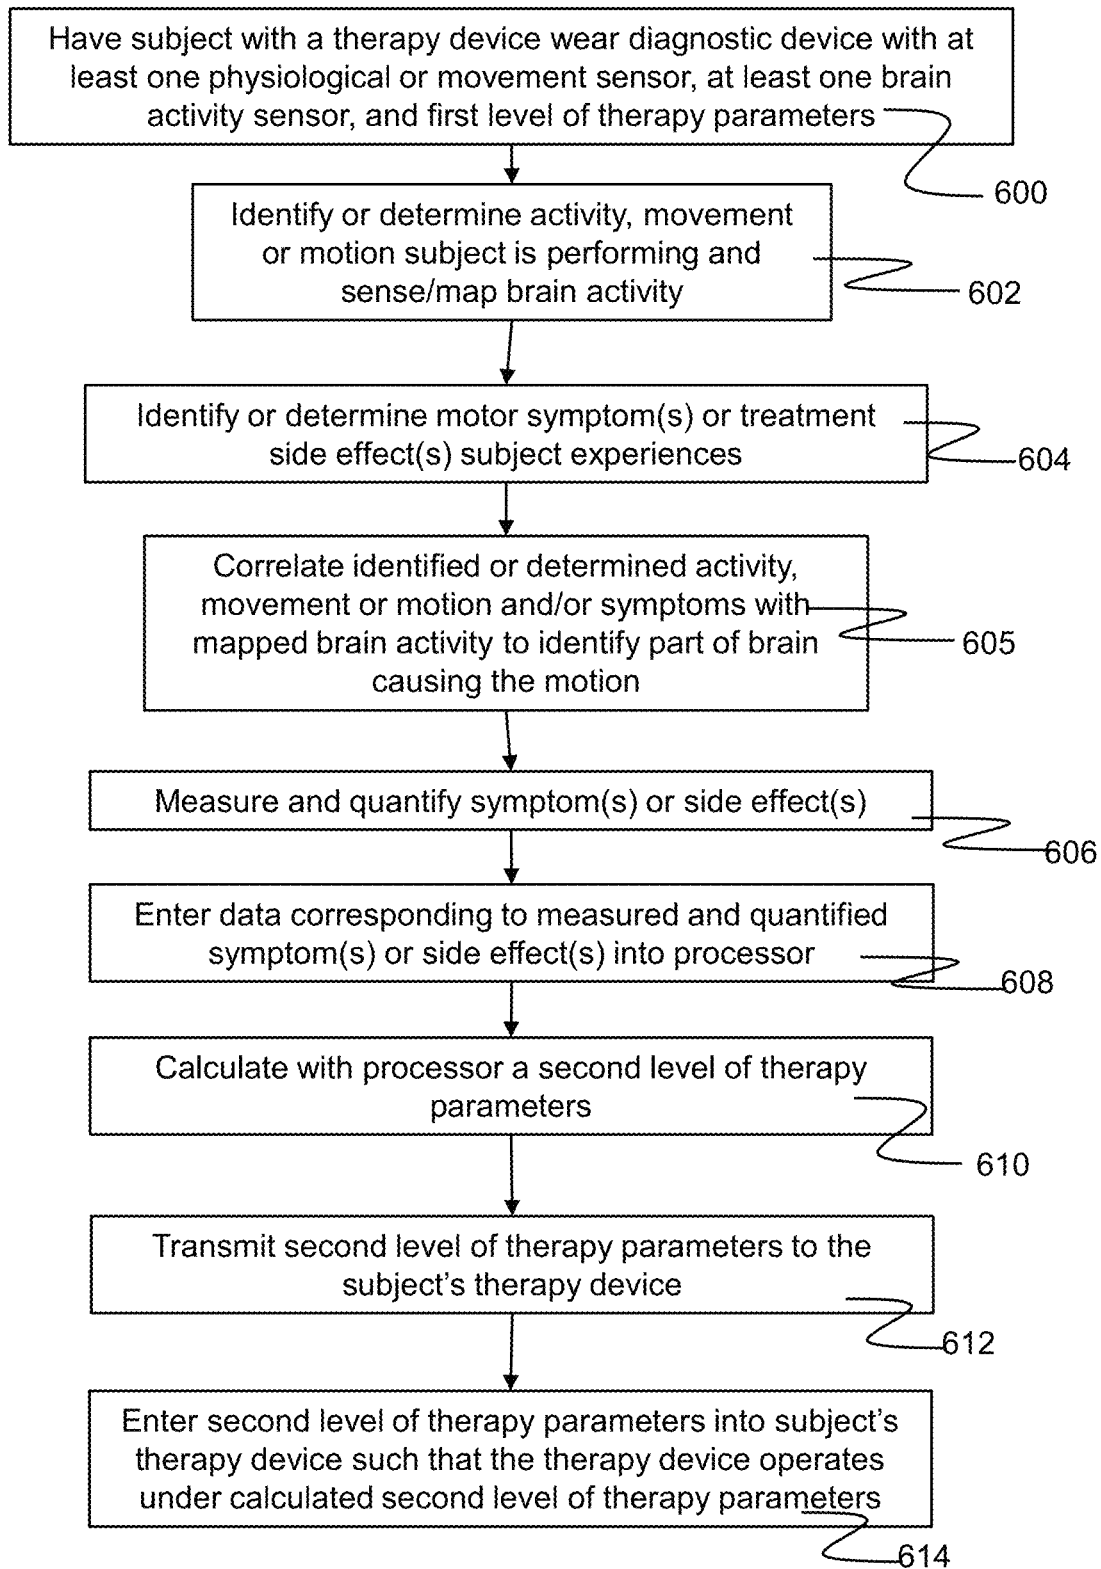 Have subject with a therapy device wear diagnostic device with at
least one physiological or movement sensor, at least one brain
activity sensor, and first level of therapy parameters
600
Identify or determine activity, movement
or motion subject is performing and
sense/map brain activity
602
Identify or determine motor symptom(s) or treatment
side effect(s) subject experiences
604
Correlate identified or determined activity,
movement or motion and/or symptoms with
mapped brain activity to identify part of brain
causing the motion
605
Measure and quantify symptom(s) or side effect(s)
606
Enter data corresponding to measured and quantified
symptom(s) or side effect(s) into processor
608
Calculate with processor a second level of therapy
parameters
610
Transmit second level of therapy parameters to the
subject's therapy device
612
Enter second level of therapy parameters into subject's
therapy device such that the therapy device operates
under calculated second level of therapy parameters
614